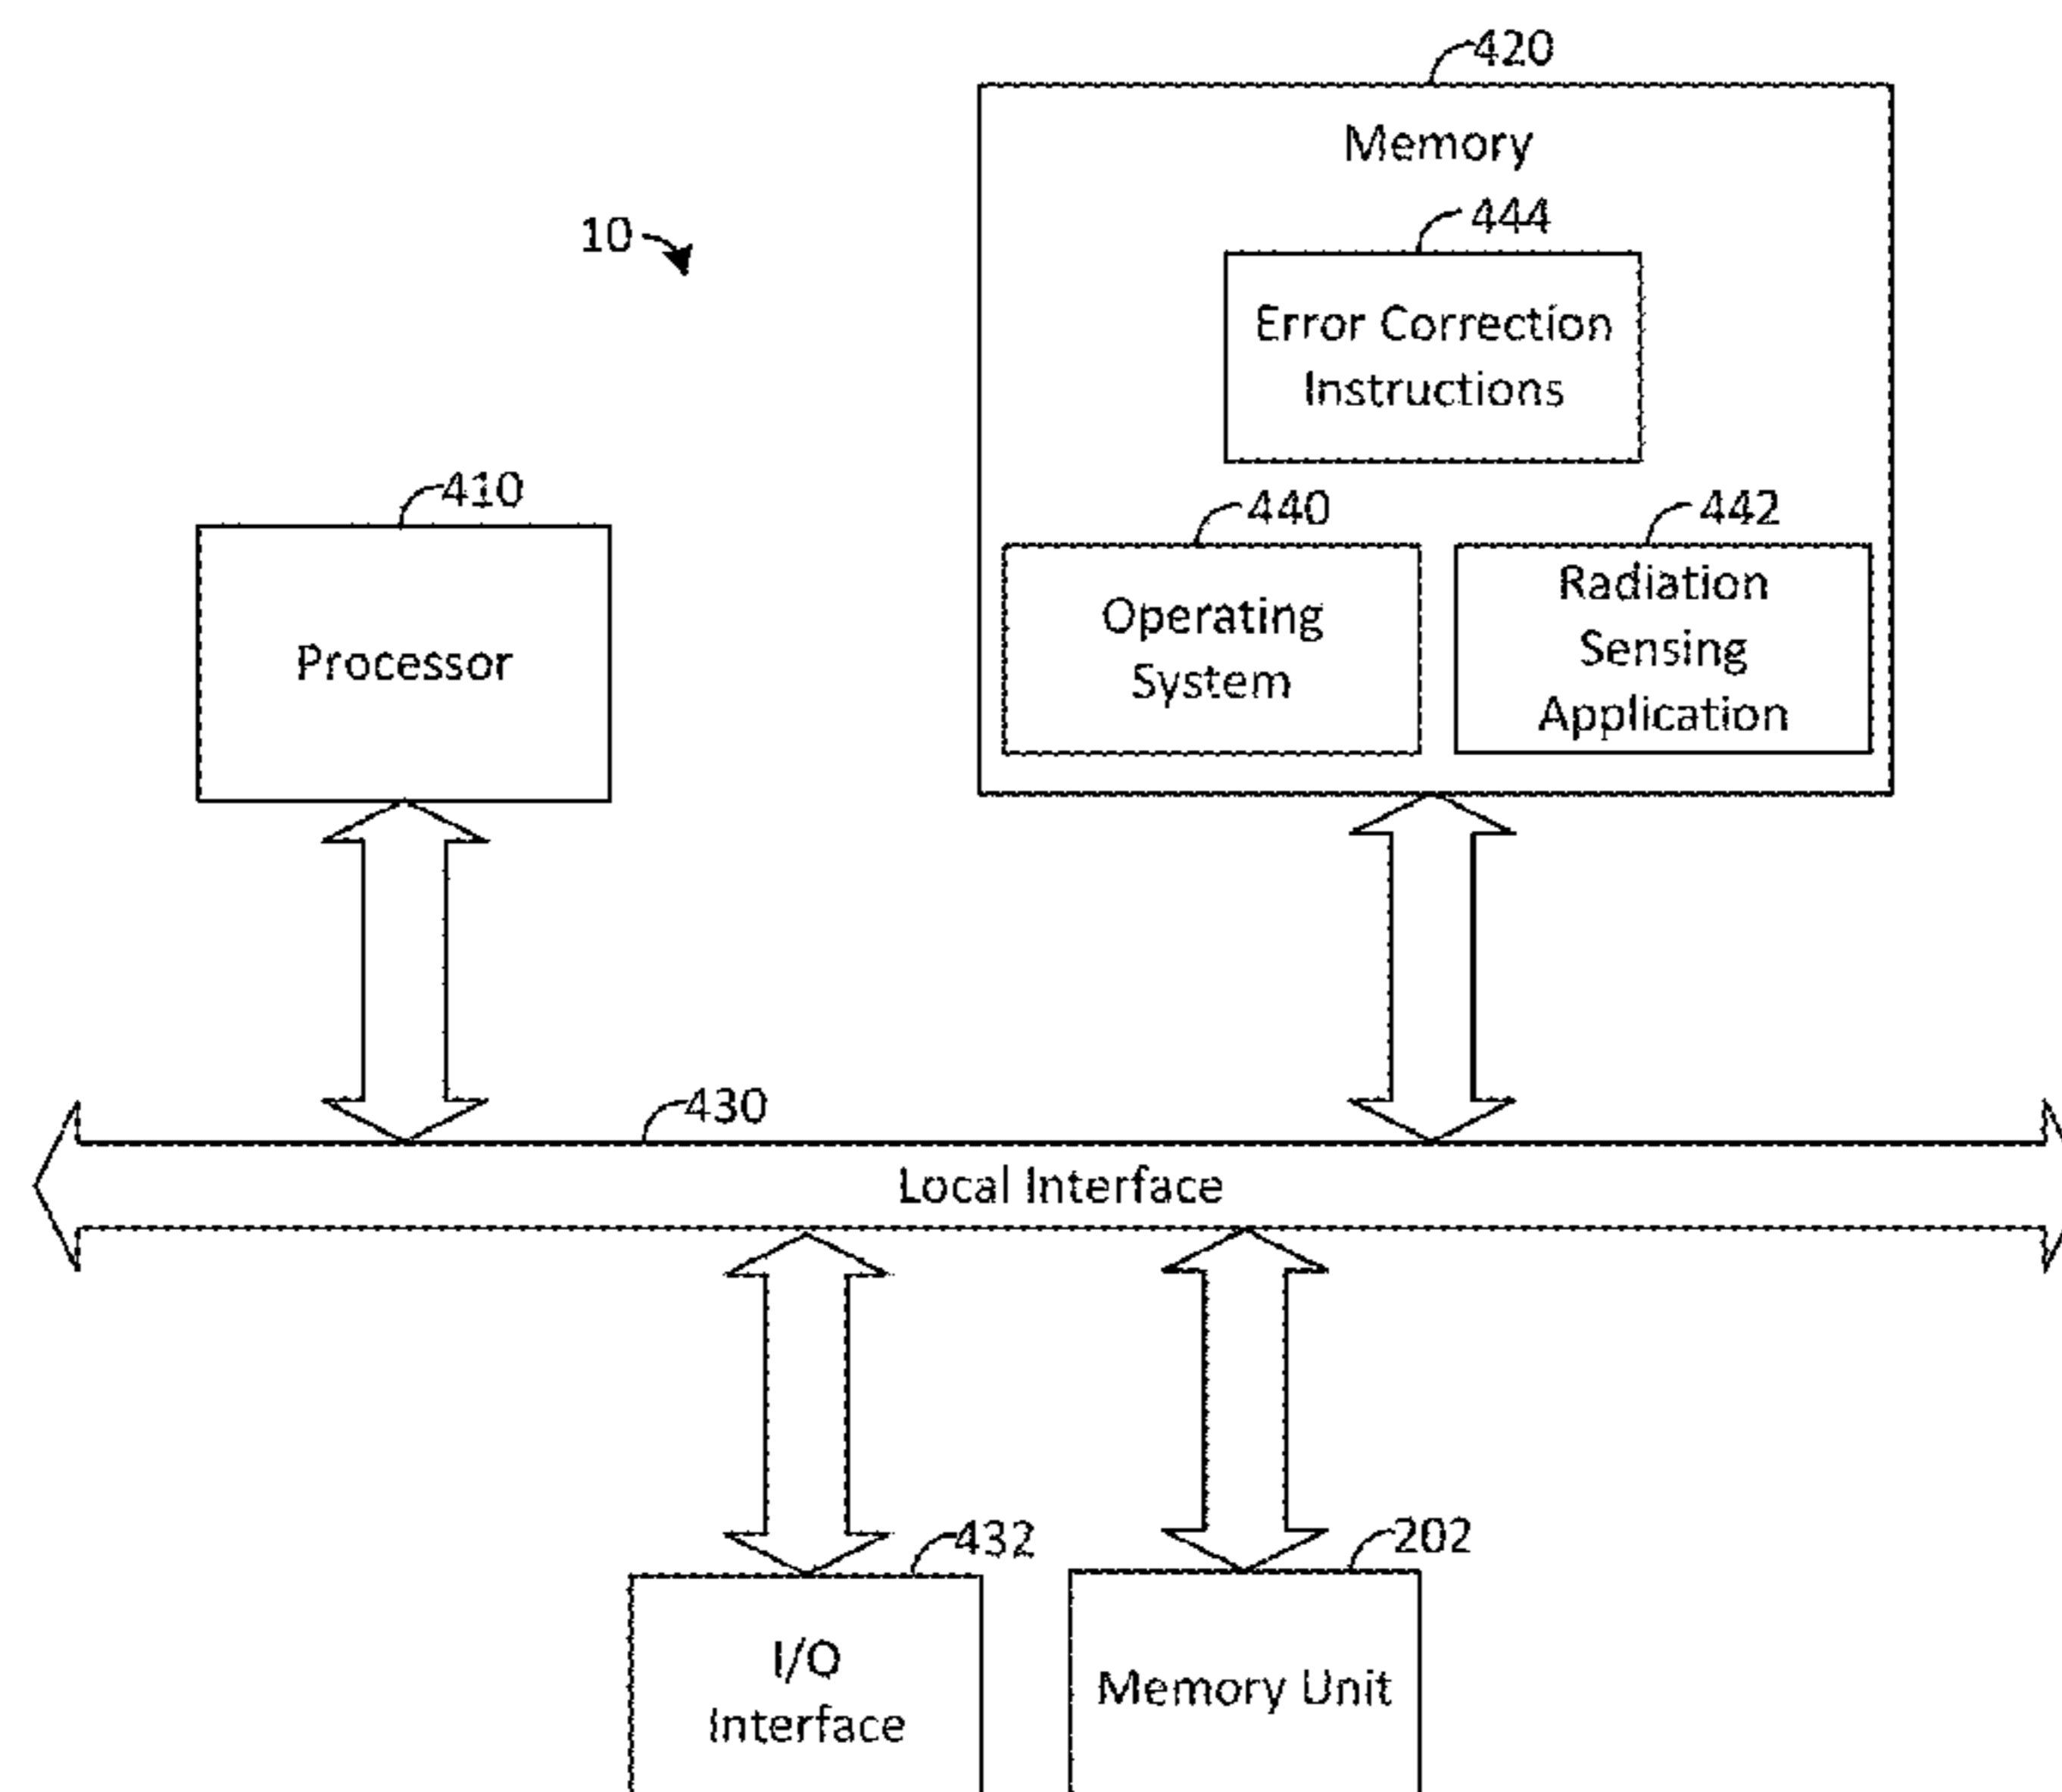 420
Memory
10
444
Error Correction
Instructions
410
440
442
Processor
Operating
System
Radiation
Sensing
Application
430
Local Interface
432
202
I/O
Interface
Memory Unit